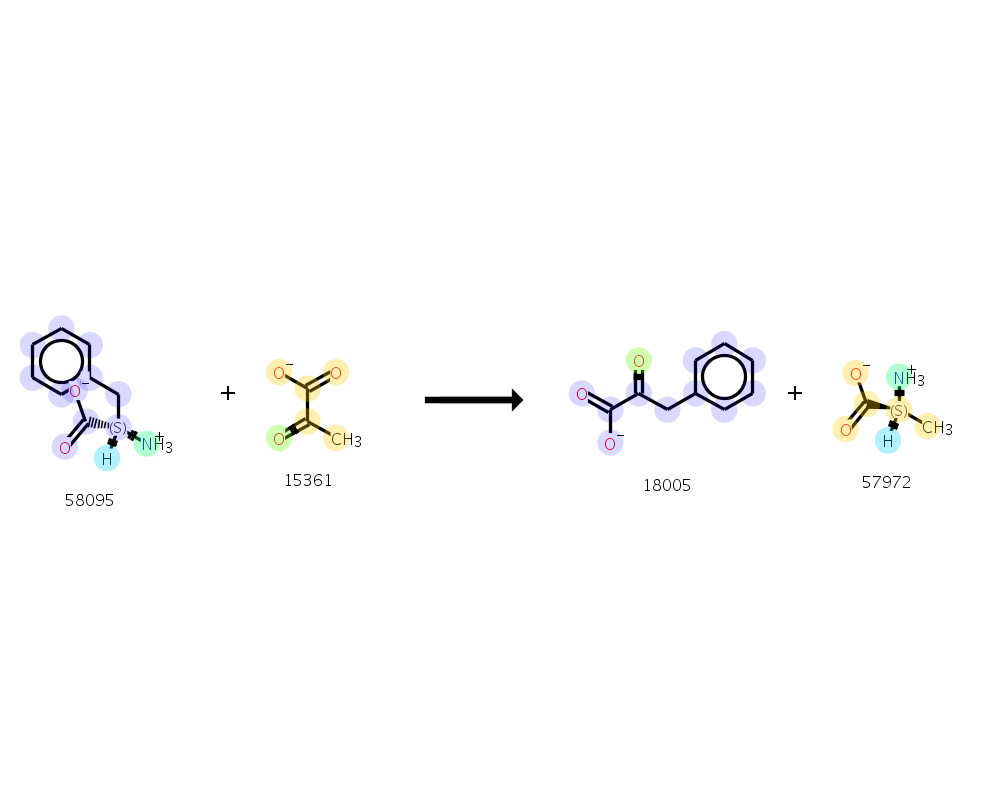 O−
O
(S)
H
NH3+
58095
+
O−
O
O
CH3
15361
O
O
O−
18005
+
O−
O
NH3+
(S)
H
CH3
57972